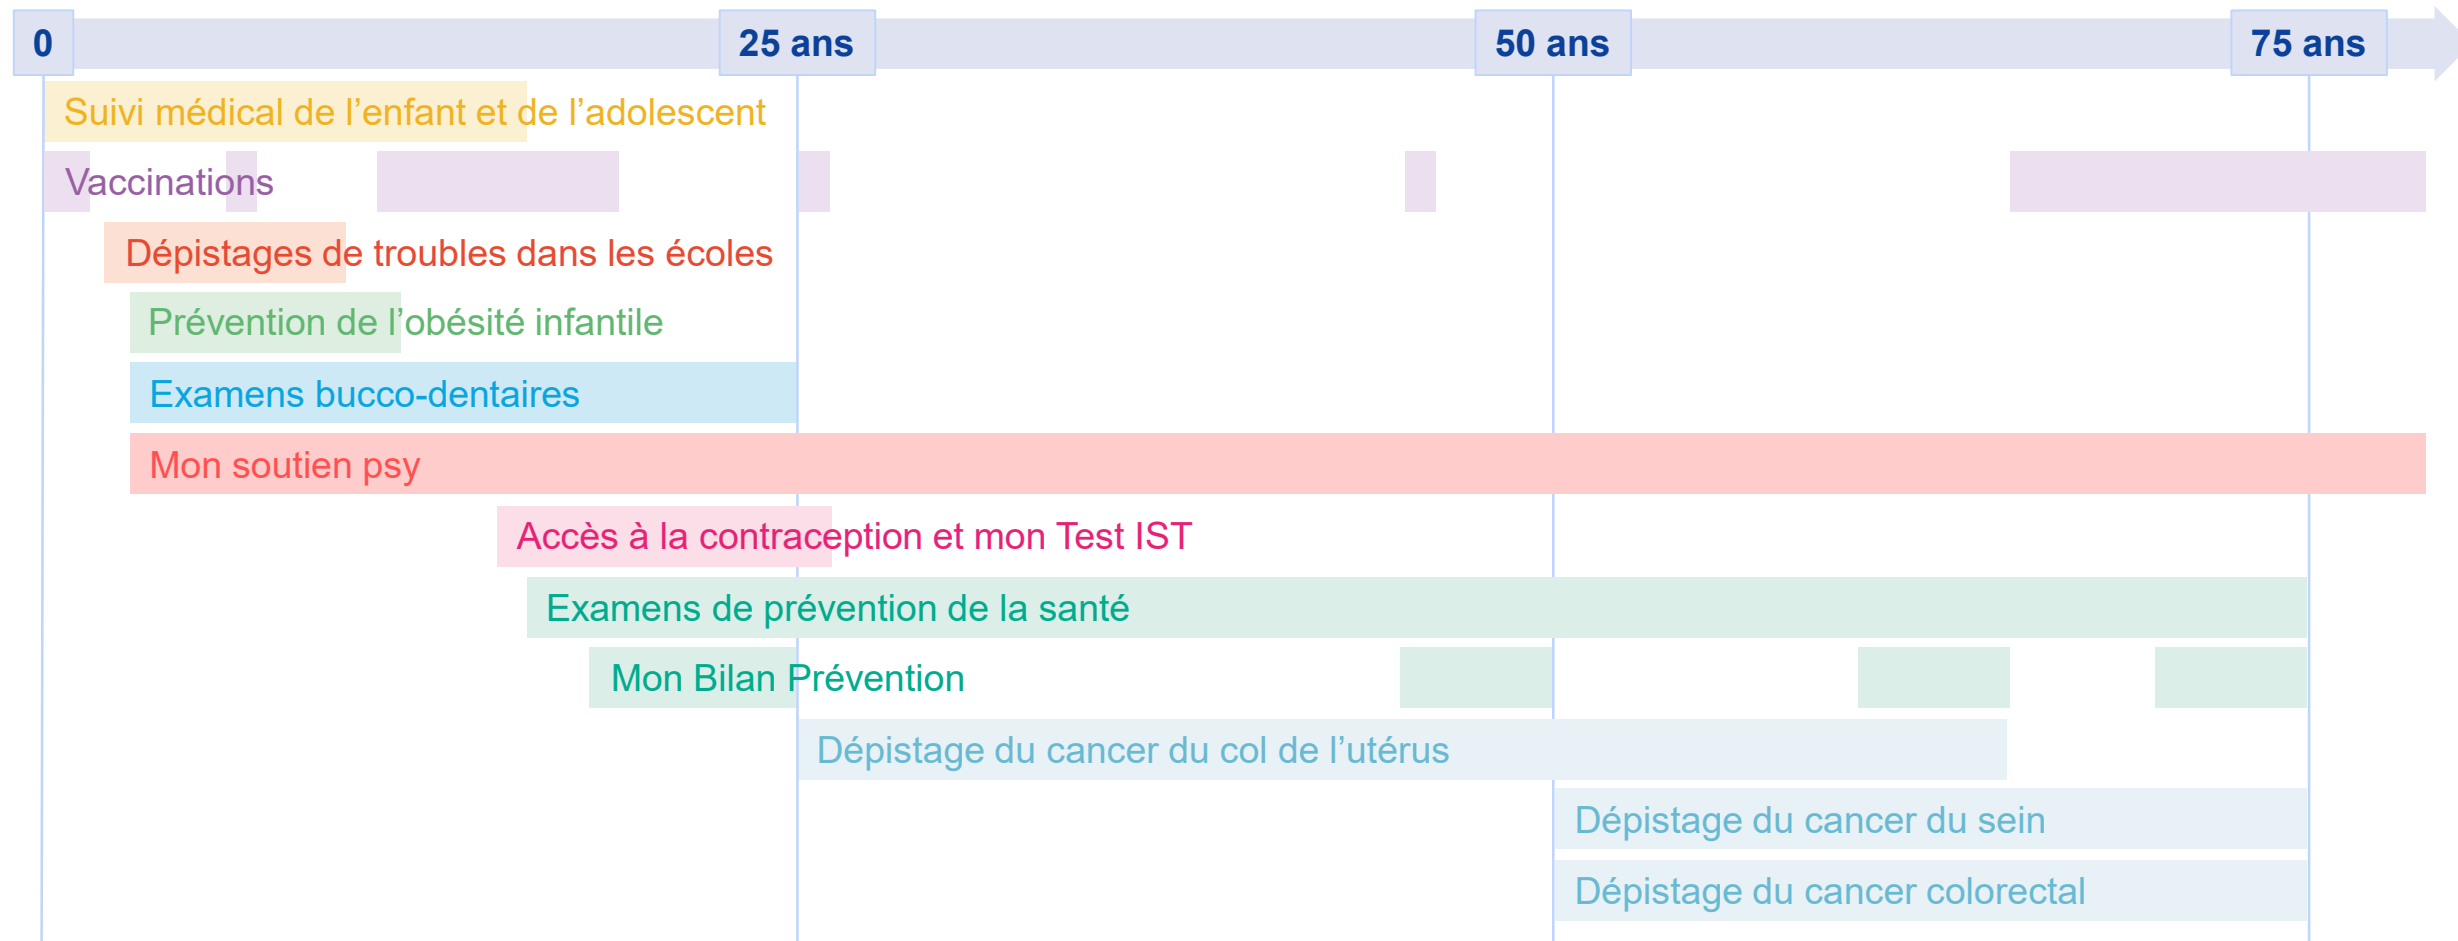 0
25 ans
50 ans
75 ans
Suivi médical de l’enfant et de l’adolescent
Vaccinations
Dépistages de troubles dans les écoles
Prévention de l’obésité infantile
Examens bucco-dentaires
Mon soutien psy
Accès à la contraception et mon Test IST
Examens de prévention de la santé
Mon Bilan Prévention
Dépistage du cancer du col de l’utérus
Dépistage du cancer du sein
Dépistage du cancer colorectal